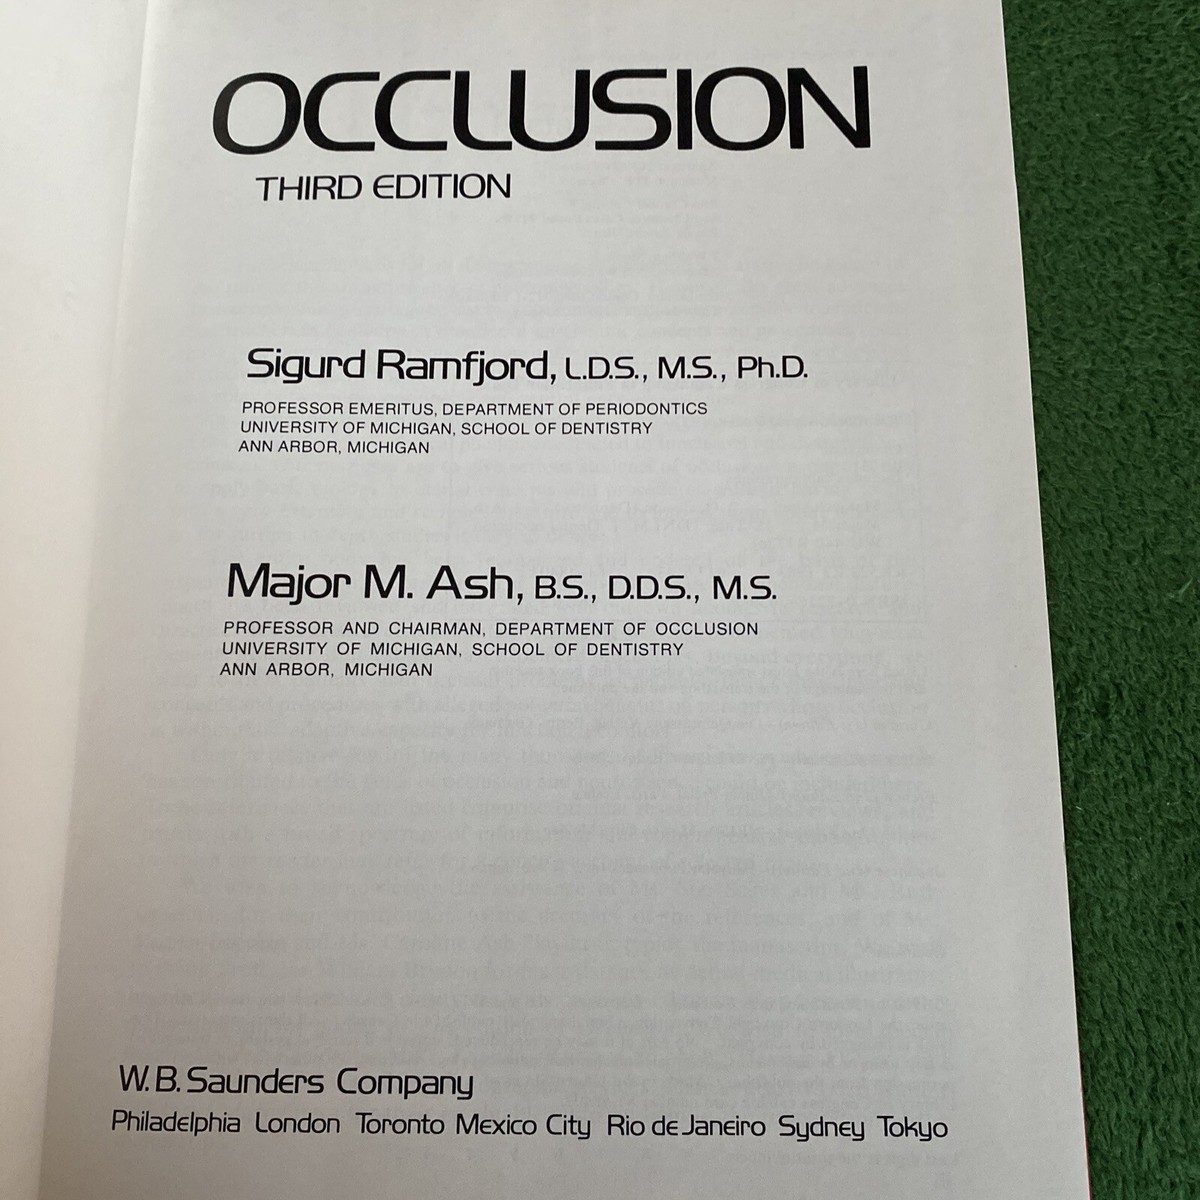 OCCLUSION
THIRD EDITION
Sigurd Ramfjord, L.D.S., M.S., Ph.D.
PROFESSOR EMERITUS, DEPARTMENT OF PERIODONTICS
UNIVERSITY OF MICHIGAN, SCHOOL OF DENTISTRY
ANN ARBOR, MICHIGAN
Major M. Ash, B.S., D.D.S., M.S.
PROFESSOR AND CHAIRMAN, DEPARTMENT OF OCCLUSION
UNIVERSITY OF MICHIGAN, SCHOOL OF DENTISTRY
ANN ARBOR, MICHIGAN
W. B. Saunders Company
Philadelphia London Toronto Mexico City Rio de Janeiro Sydney Tokyo